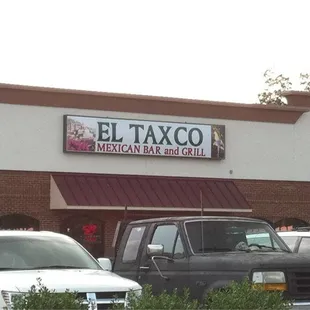 EL TAXCO
MEXICAN BAR and GRILL